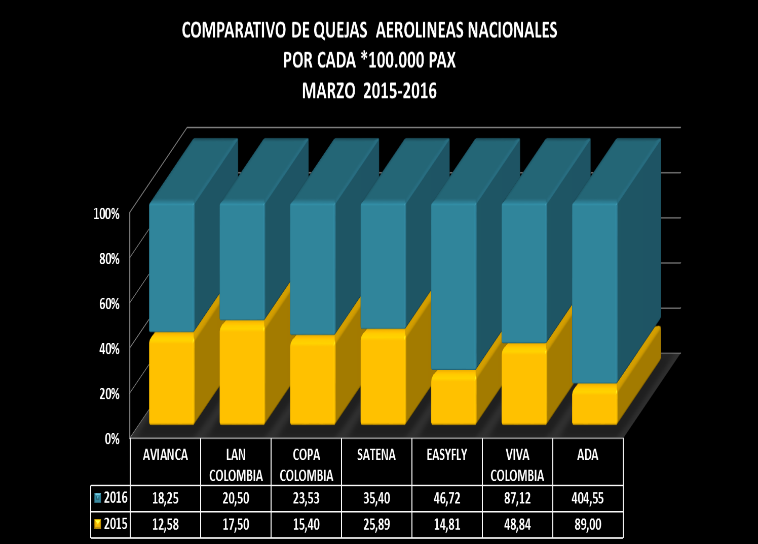 COMPARATIVO DE QUEJAS AEROLINEAS NACIONALES
POR CADA *100.000 PAX
MARZO 2015-2016
100%
80%
60%
40%
20%
0%
AVIANCA LAN COLOMBIA COPA COLOMBIA SATENA EASYFLY VIVA COLOMBIA ADA
2016 18,25 20,50 23,53 35,40 46,72 87,12 404,55
2015 12,58 17,50 15,40 25,89 14,81 48,84 89,00